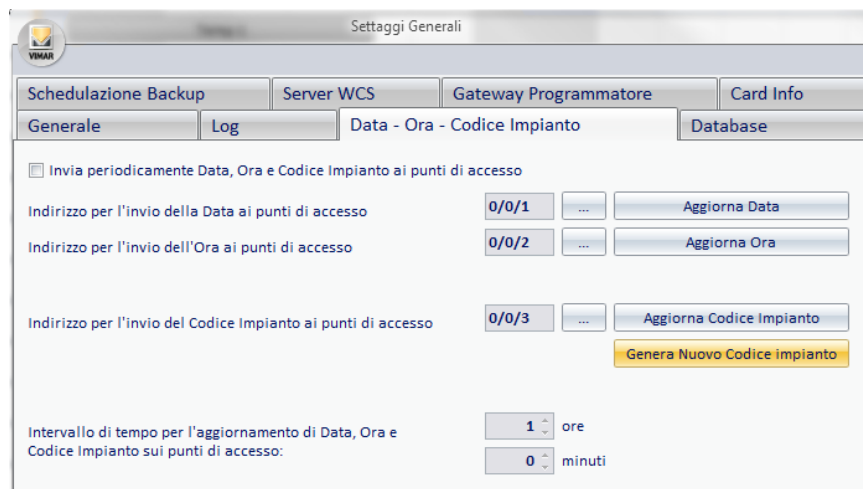 Settaggi Generali
VIMAR
Schedulazione Backup Server WCS Gateway Programmatore Card Info
Generale Log Data - Ora - Codice Impianto Database
Invia periodicamente Data, Ora e Codice Impianto ai punti di accesso
Indirizzo per l'invio della Data ai punti di accesso 0/0/1 ... Aggiorna Data
Indirizzo per l'invio dell'Ora ai punti di accesso 0/0/2 ... Aggiorna Ora
Indirizzo per l'invio del Codice Impianto ai punti di accesso 0/0/3 ... Aggiorna Codice Impianto
Genera Nuovo Codice impianto
Intervallo di tempo per l'aggiornamento di Data, Ora e 1 ore
Codice Impianto sui punti di accesso: 0 minuti